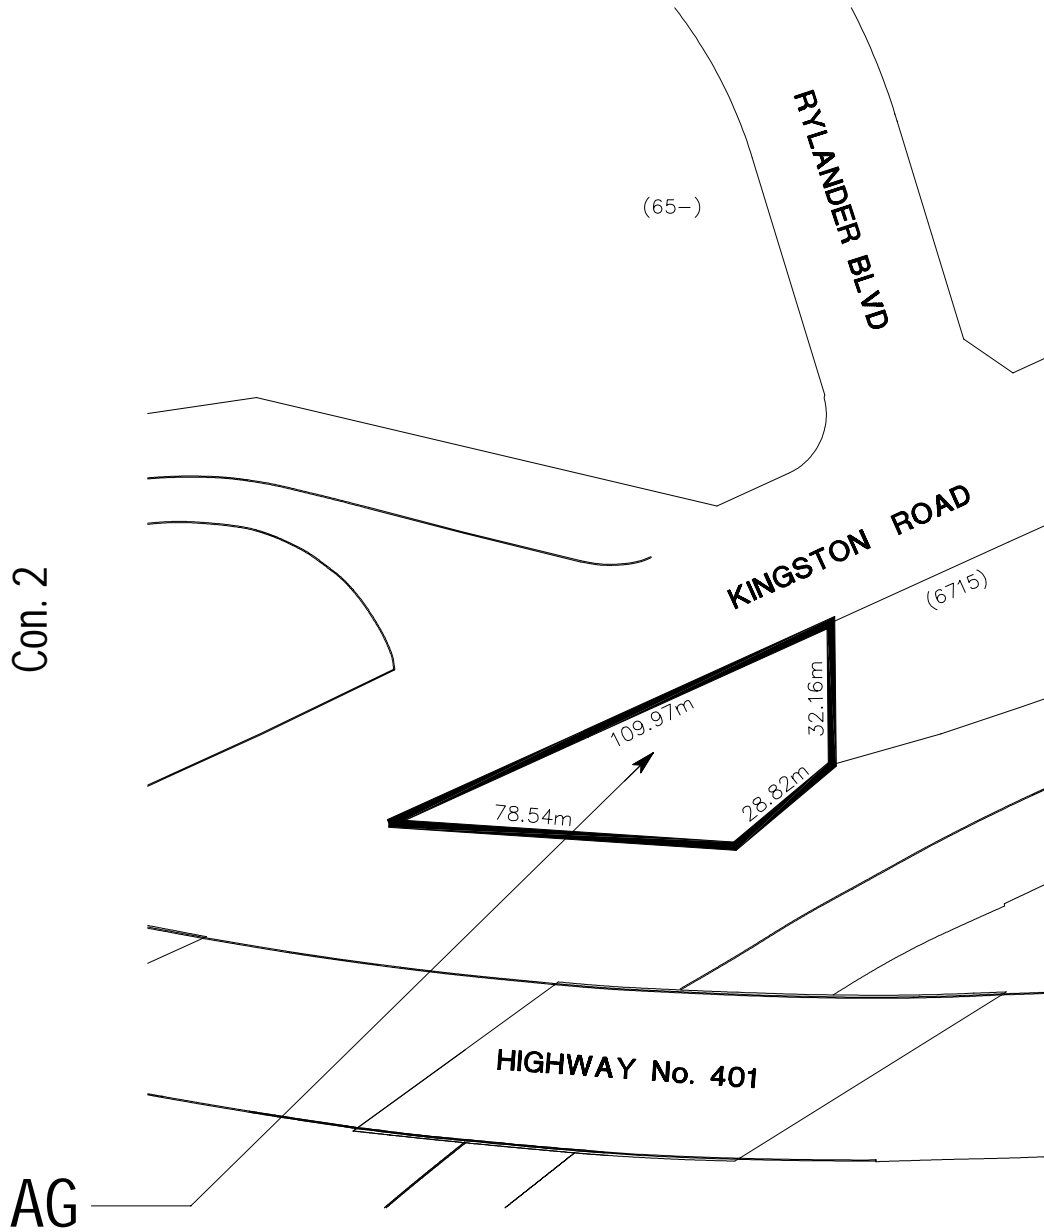 RYLANDER BLVD
(65-)
KINGSTON ROAD
Con. 2
(6715)
109.97m
32.16m
78.54m
28.82m
HIGHWAY No. 401
AG